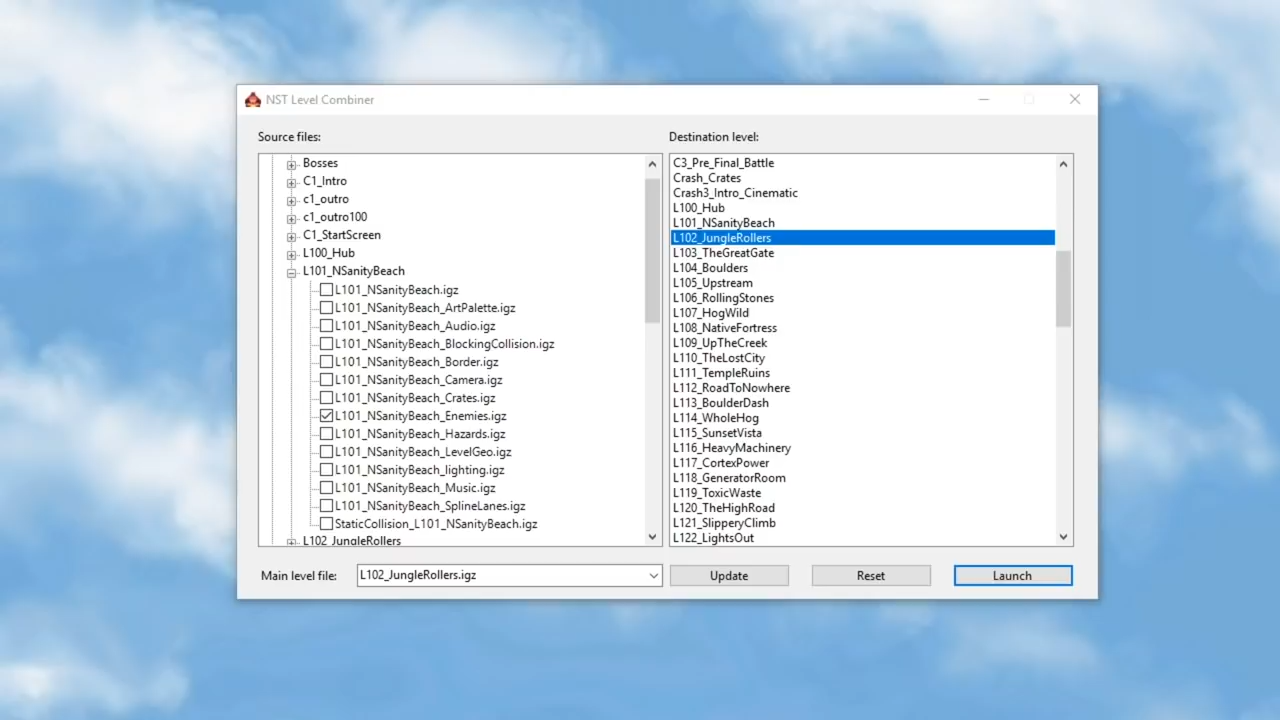 NST Level Combiner
Source files:
Destination level:
Bosses
C1_Intro
c1_outro
c1_outro100
C1_StartScreen
L100_Hub
L101_NSanityBeach
L101_NSanityBeach.igz
L101_NSanityBeach_ArtPalette.igz
L101_NSanityBeach_Audio.igz
L101_NSanityBeach_BlockingCollision.igz
L101_NSanityBeach_Border.igz
L101_NSanityBeach_Camera.igz
L101_NSanityBeach_Crates.igz
L101_NSanityBeach_Enemies.igz
L101_NSanityBeach_Hazards.igz
L101_NSanityBeach_LevelGeo.igz
L101_NSanityBeach_lighting.igz
L101_NSanityBeach_Music.igz
L101_NSanityBeach_SplineLanes.igz
StaticCollision_L101_NSanityBeach.igz
L102_JungleRollers
C3_Pre_Final_Battle
Crash_Crates
Crash3_Intro_Cinematic
L100_Hub
L101_NSanityBeach
L102_JungleRollers
L103_TheGreatGate
L104_Boulders
L105_Upstream
L106_RollingStones
L107_HogWild
L108_NativeFortress
L109_UpTheCreek
L110_TheLostCity
L111_TempleRuins
L112_RoadToNowhere
L113_BoulderDash
L114_WholeHog
L115_SunsetVista
L116_HeavyMachinery
L117_CortexPower
L118_GeneratorRoom
L119_ToxicWaste
L120_TheHighRoad
L121_SlipperyClimb
L122_LightsOut
Main level file:
L102_JungleRollers.igz
Update
Reset
Launch